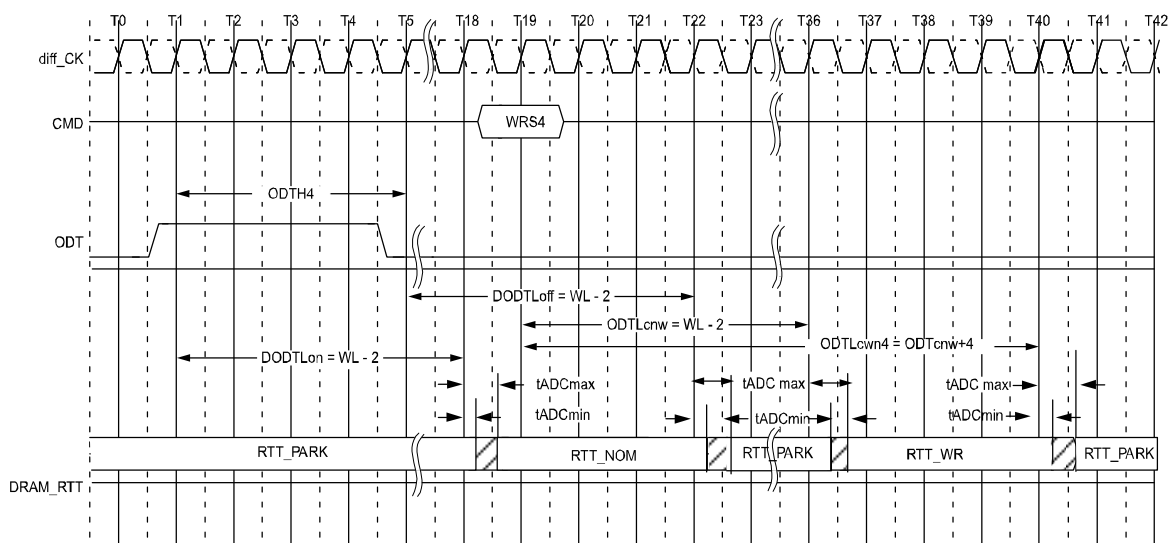 T0 T1 T2 T3 T4 T5 T18 T19 T20 T21 T22 T23 T36 T37 T38 T39 T40 T41 T42
diff_CK
CMD
WRS4
ODTH4
ODT
DODTLoff = WL - 2
ODTLcnw = WL - 2
ODTLcwn4 = ODTcnw+4
DODTLon = WL - 2
tADCmax tADC max tADC max
tADCmin tADCmin tADCmin
RTT_PARK RTT_NOM RTT_PARK RTT_WR RTT_PARK
DRAM_RTT